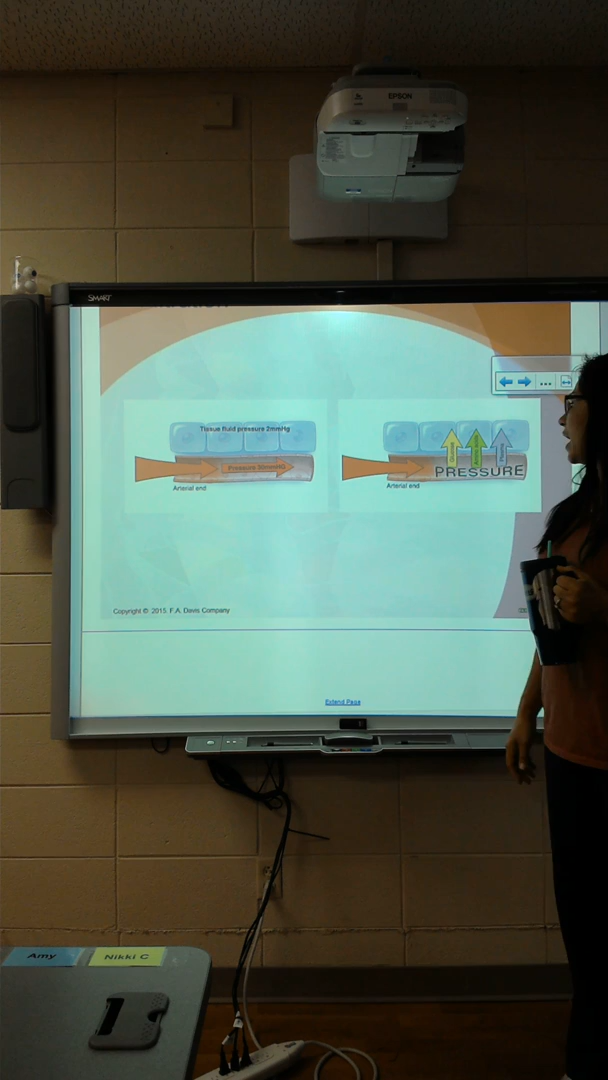 EPSON
SMART
Tissue fluid pressure 2mmHg
Arterial end
PRESSURE
Arterial end
Copyright © 2015. F.A. Davis Company
Extend Page
Amy
Nikki C